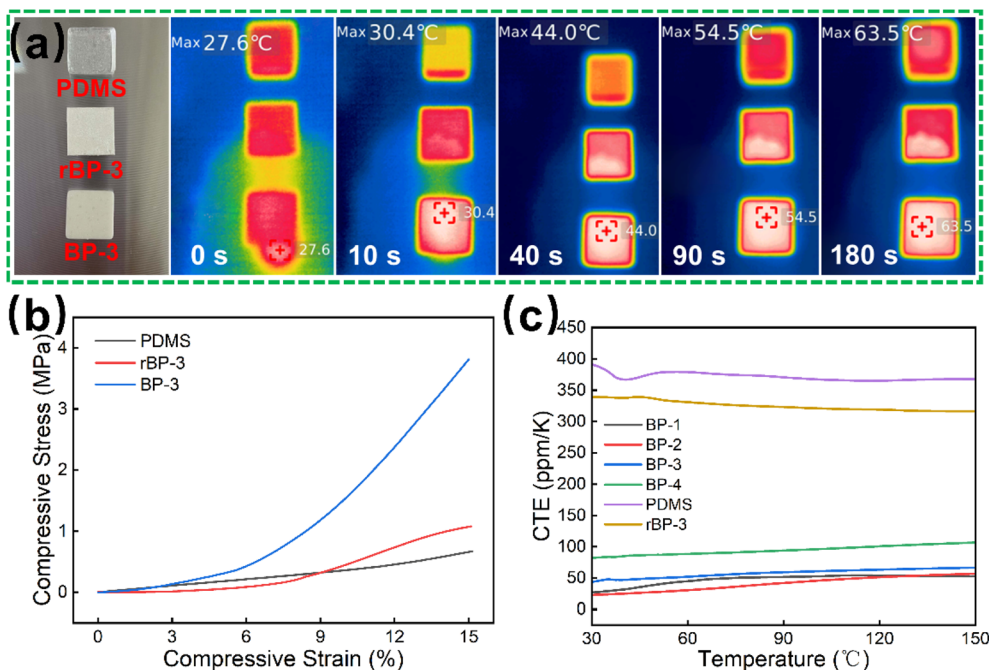 (a)
PDMS
rBP-3
BP-3
Max 27.6℃
27.6
0 s
Max 30.4℃
30.4
10 s
Max 44.0℃
44.0
40 s
Max 54.5℃
54.5
90 s
Max 63.5℃
63.5
180 s
(b)
PDMS
rBP-3
BP-3
4
3
2
1
0
Compressive Stress (MPa)
0 3 6 9 12 15
Compressive Strain (%)
(c)
450
400
350
300
250
200
150
100
50
0
CTE (ppm/K)
BP-1
BP-2
BP-3
BP-4
PDMS
rBP-3
30 60 90 120 150
Temperature (℃)